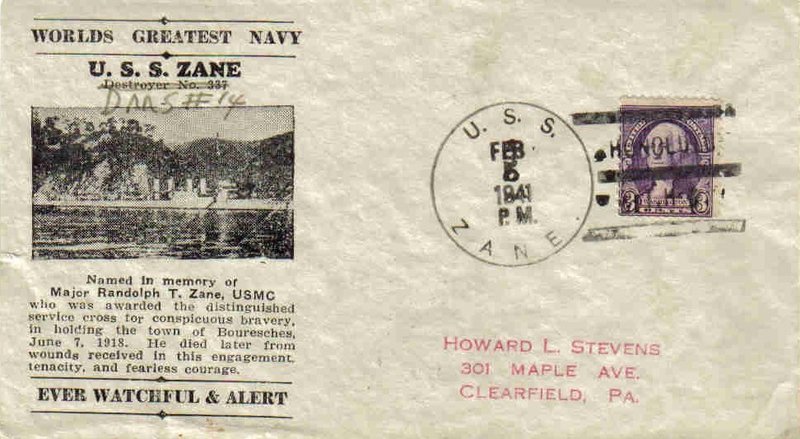 WORLDS GREATEST NAVY
U. S. S. ZANE
Destroyer No. 337
DMS #14
Named in memory of
Major Randolph T. Zane, USMC
who was awarded the distinguished
service cross for conspicuous bravery,
in holding the town of Bouresches,
June 7, 1918. He died later from
wounds received in this engagement,
tenacity, and fearless courage.
EVER WATCHFUL & ALERT
U. S. S.
FEB
1941
P. M.
ZANE.
3 3
CENTS
HOWARD L. STEVENS
301 MAPLE AVE.
CLEARFIELD, PA.